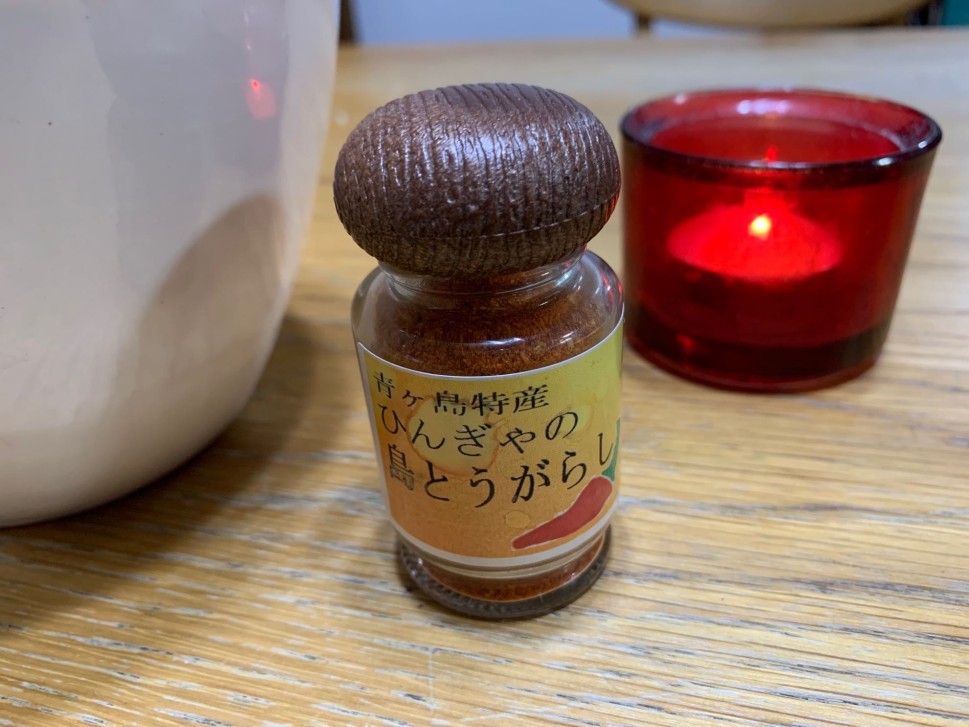 青ヶ島特産
ひんぎゃの
島とうがらし